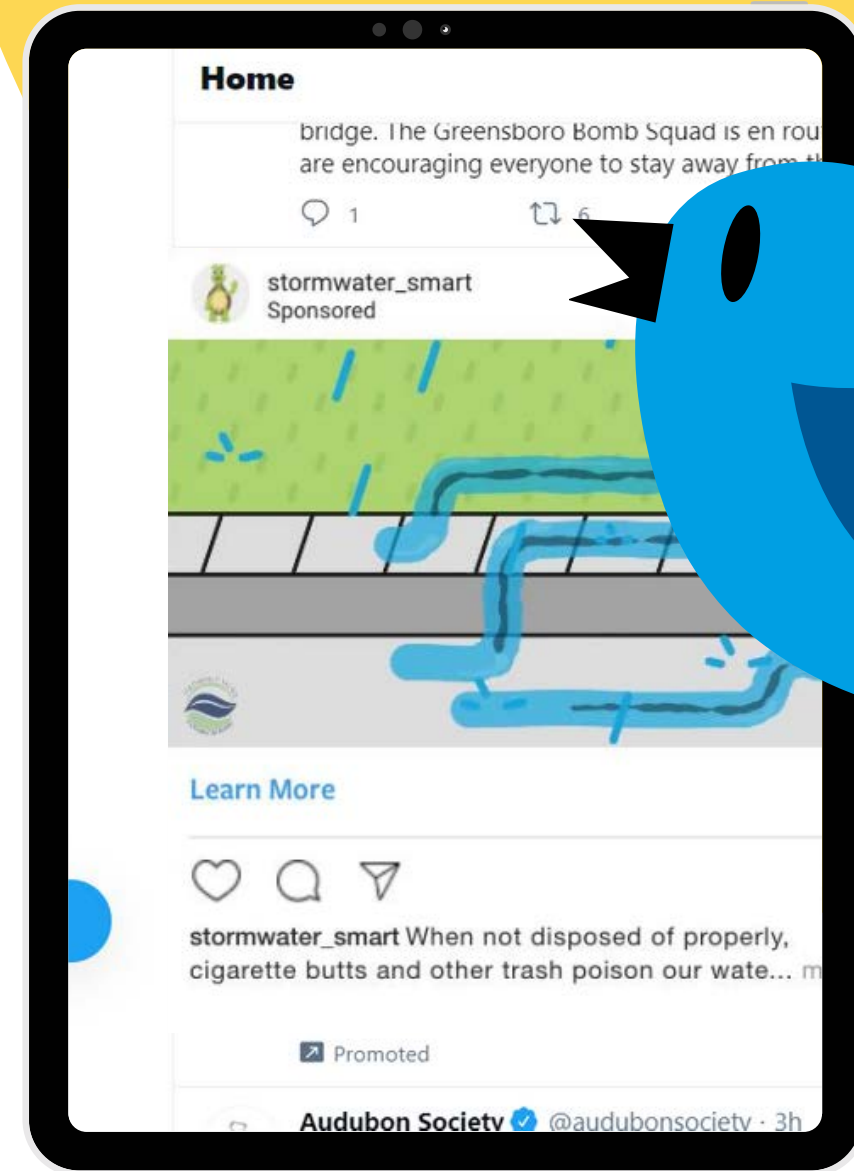 Home
bridge. The Greensboro Bomb Squad is en rou
are encouraging everyone to stay away from th
1
6
stormwater_smart
Sponsored
Learn More
stormwater_smart When not disposed of properly,
cigarette butts and other trash poison our wate... m
Promoted
Audubon Society @audubonsociety · 3h